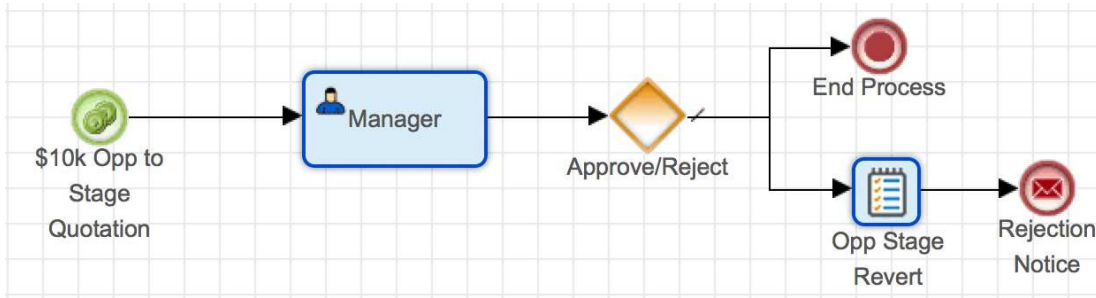 $10k Opp to
Stage
Quotation
Manager
Approve/Reject
End Process
Opp Stage
Revert
Rejection
Notice